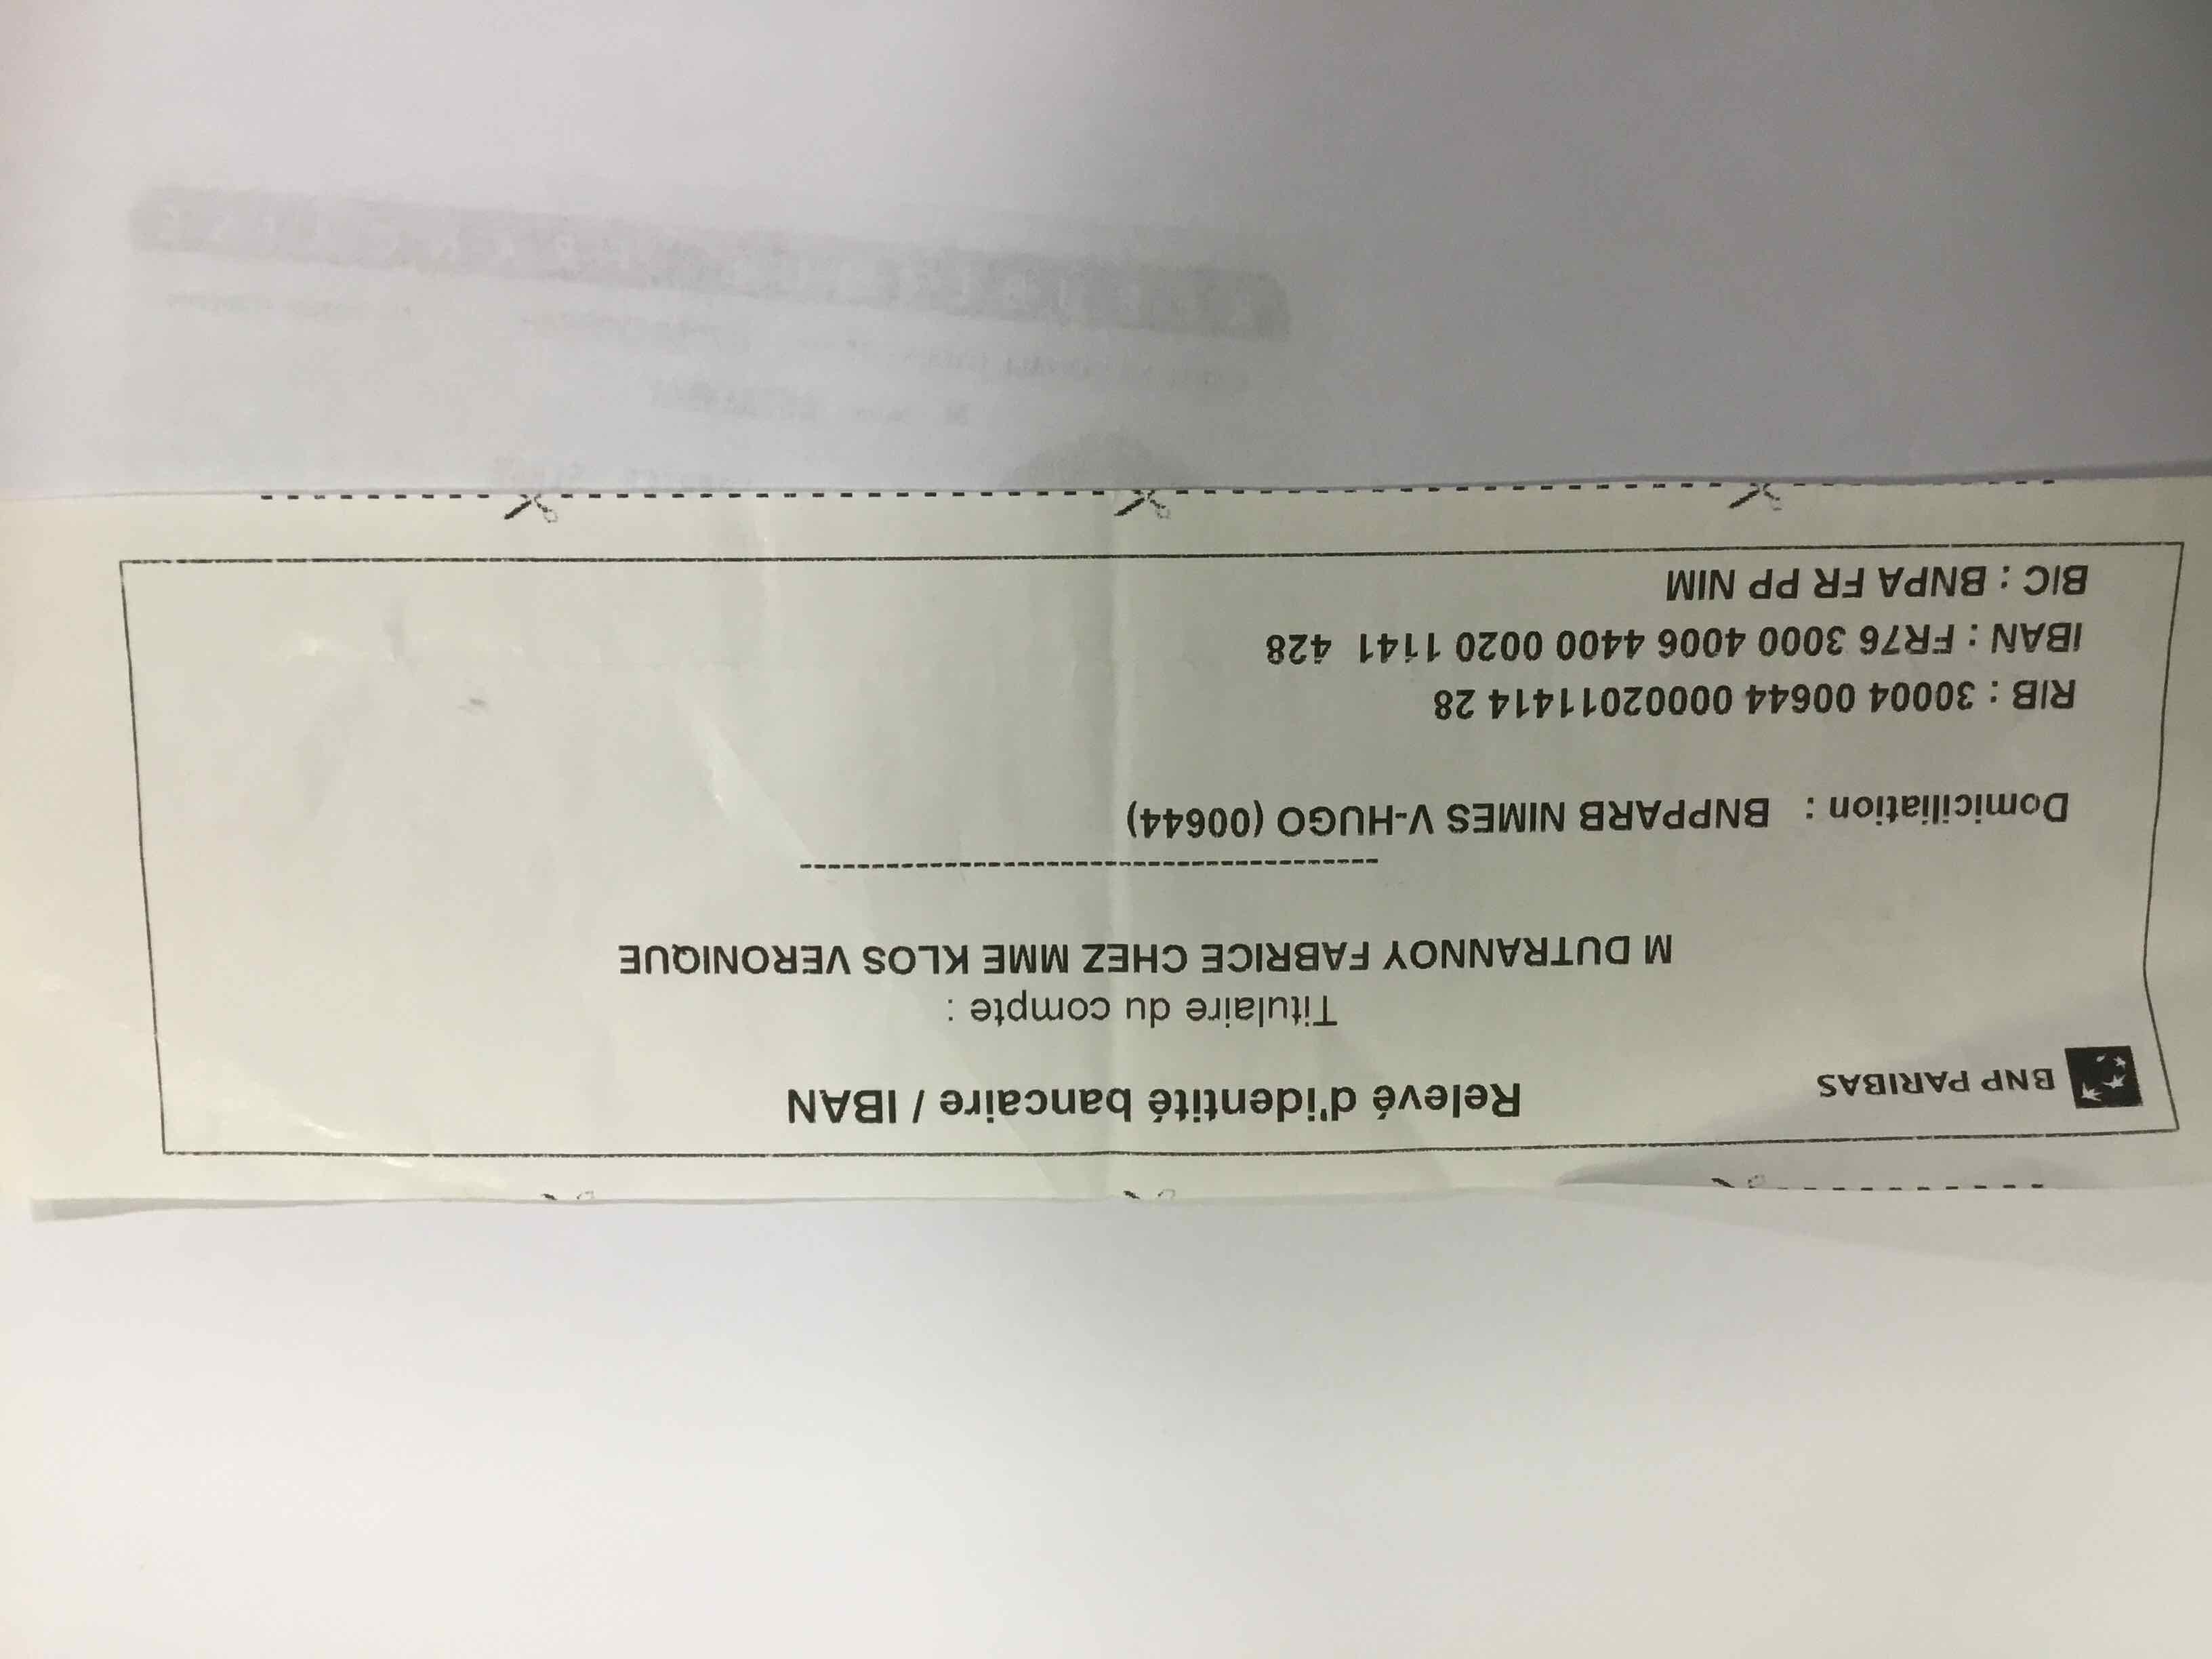 BNP PARIBAS
Relevé d'identité bancaire / IBAN
Titulaire du compte :
M DUTRANNOY FABRICE CHEZ MME KLOS VERONIQUE
Domiciliation : BNPPARB NIMES V-HUGO (00644)
RIB : 30004 00644 00002011414 28
IBAN : FR76 3000 4006 4400 0020 1141 428
BIC : BNPA FR PP NIM